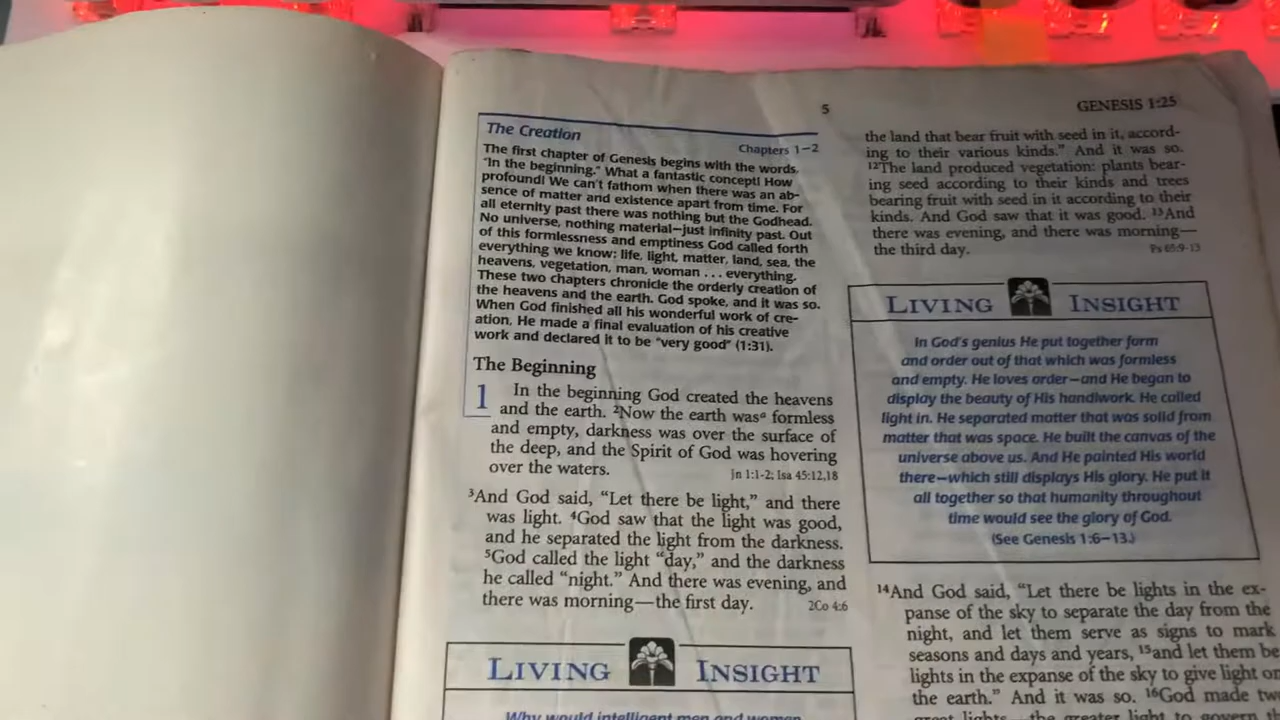 5
GENESIS 1:25
The Creation
Chapters 1–2
The first chapter of Genesis begins with the words,
"In the beginning." What a fantastic concept! How
profound! We can't fathom when there was an ab-
sence of matter and existence apart from time. For
all eternity past there was nothing but the Godhead.
No universe, nothing material—just infinity past. Out
of this formlessness and emptiness God called forth
everything we know: life, light, matter, land, sea, the
heavens, vegetation, man, woman . . . everything.
These two chapters chronicle the orderly creation of
the heavens and the earth. God spoke, and it was so.
When God finished all his wonderful work of cre-
ation, He made a final evaluation of his creative
work and declared it to be "very good" (1:31).
The Beginning
1 In the beginning God created the heavens
and the earth. ²Now the earth wasᵃ formless
and empty, darkness was over the surface of
the deep, and the Spirit of God was hovering
over the waters. Jn 1:1-2; Isa 45:12,18
³And God said, “Let there be light,” and there
was light. ⁴God saw that the light was good,
and he separated the light from the darkness.
⁵God called the light “day,” and the darkness
he called “night.” And there was evening, and
there was morning—the first day. 2Co 4:6
LIVING INSIGHT
Why would intelligent men and women
the land that bear fruit with seed in it, accord-
ing to their various kinds.” And it was so.
¹²The land produced vegetation: plants bear-
ing seed according to their kinds and trees
bearing fruit with seed in it according to their
kinds. And God saw that it was good. ¹³And
there was evening, and there was morning—
the third day. Ps 65:9-13
LIVING INSIGHT
In God's genius He put together form
and order out of that which was formless
and empty. He loves order—and He began to
display the beauty of His handiwork. He called
light in. He separated matter that was solid from
matter that was space. He built the canvas of the
universe above us. And He painted His world
there—which still displays His glory. He put it
all together so that humanity throughout
time would see the glory of God.
(See Genesis 1:6–13.)
¹⁴And God said, “Let there be lights in the ex-
panse of the sky to separate the day from the
night, and let them serve as signs to mark
seasons and days and years, ¹⁵and let them be
lights in the expanse of the sky to give light on
the earth.” And it was so. ¹⁶God made two
great lights—the greater light to govern the